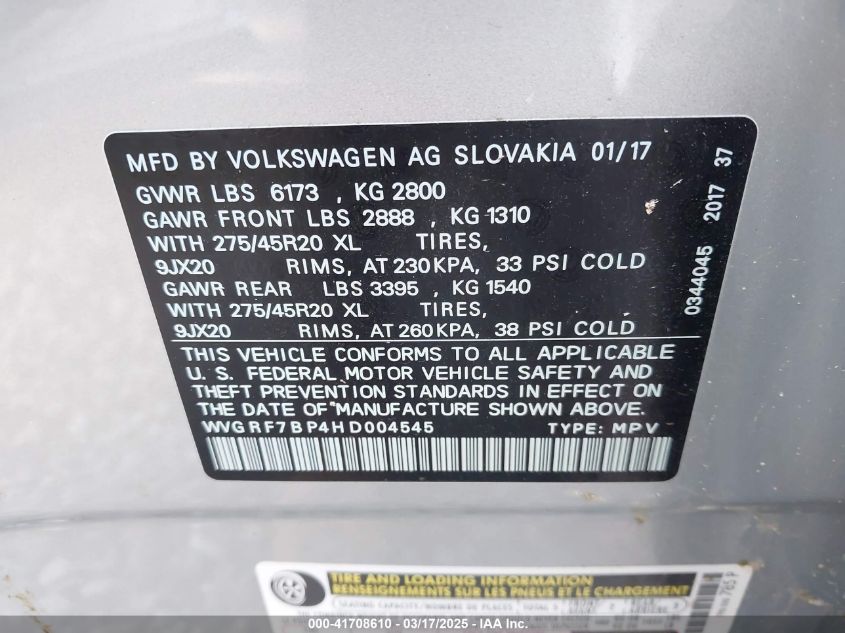 MFD BY VOLKSWAGEN AG SLOVAKIA 01/17
GVWR LBS 6173 , KG 2800
GAWR FRONT LBS 2888 , KG 1310
WITH 275/45R20 XL TIRES,
9JX20 RIMS, AT 230KPA, 33 PSI COLD
GAWR REAR LBS 3395 , KG 1540
WITH 275/45R20 XL TIRES,
9JX20 RIMS, AT 260KPA, 38 PSI COLD
THIS VEHICLE CONFORMS TO ALL APPLICABLE
U. S. FEDERAL MOTOR VEHICLE SAFETY AND
THEFT PREVENTION STANDARDS IN EFFECT ON
THE DATE OF MANUFACTURE SHOWN ABOVE.
WVGRF7BP4HD004545 TYPE: MPV
0344045 2017 37
TIRE AND LOADING INFORMATION
RENSEIGNEMENTS SUR LES PNEUS ET LE CHARGEMENT
SEATING CAPACITY/NOMBRE DE PLACES
000-41708610 - 03/17/2025 - IAA Inc.